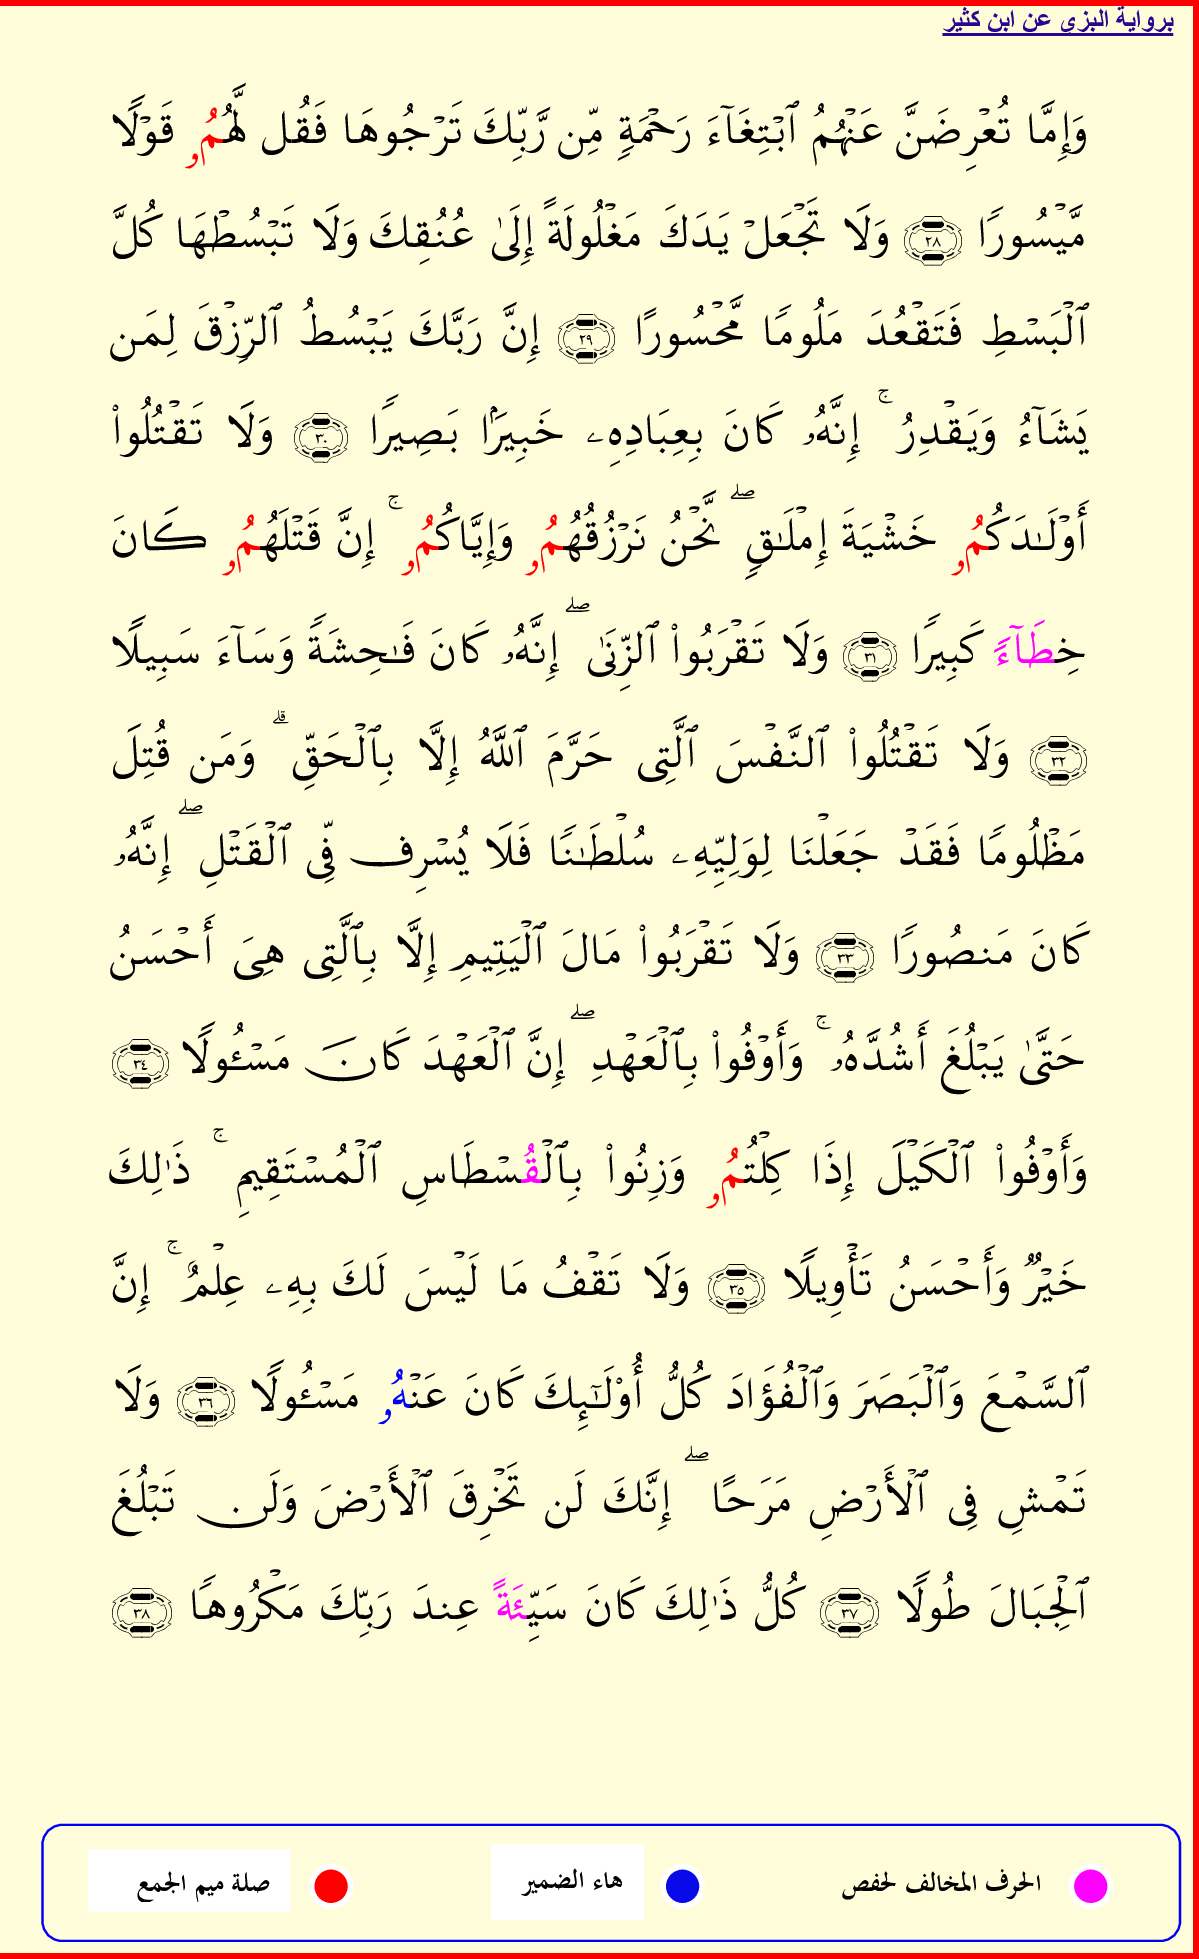 برواية البزي عن ابن كثير
وَإِمَّا تُعۡرِضَنَّ عَنۡهُمُ ٱبۡتِغَآءَ رَحۡمَةٖ مِّن رَّبِّكَ تَرۡجُوهَا فَقُل لَّهُمُۥ قَوۡلٗا
مَّيۡسُورٗا ٢٨ وَلَا تَجۡعَلۡ يَدَكَ مَغۡلُولَةً إِلَىٰ عُنُقِكَ وَلَا تَبۡسُطۡهَا كُلَّ
ٱلۡبَسۡطِ فَتَقۡعُدَ مَلُومٗا مَّحۡسُورًا ٢٩ إِنَّ رَبَّكَ يَبۡسُطُ ٱلرِّزۡقَ لِمَن
يَشَآءُ وَيَقۡدِرُۚ إِنَّهُۥ كَانَ بِعِبَادِهِۦ خَبِيرَۢا بَصِيرٗا ٣٠ وَلَا تَقۡتُلُوٓاْ
أَوۡلَٰدَكُمُۥ خَشۡيَةَ إِمۡلَٰقٖۖ نَّحۡنُ نَرۡزُقُهُمُۥ وَإِيَّاكُمُۥۚ إِنَّ قَتۡلَهُمُۥ كَانَ
خِطَآءٗ كَبِيرٗا ٣١ وَلَا تَقۡرَبُواْ ٱلزِّنَىٰٓۖ إِنَّهُۥ كَانَ فَٰحِشَةٗ وَسَآءَ سَبِيلٗا
٣٢ وَلَا تَقۡتُلُواْ ٱلنَّفۡسَ ٱلَّتِي حَرَّمَ ٱللَّهُ إِلَّا بِٱلۡحَقِّۗ وَمَن قُتِلَ
مَظۡلُومٗا فَقَدۡ جَعَلۡنَا لِوَلِيِّهِۦ سُلۡطَٰنٗا فَلَا يُسۡرِف فِّي ٱلۡقَتۡلِۖ إِنَّهُۥ
كَانَ مَنصُورٗا ٣٣ وَلَا تَقۡرَبُواْ مَالَ ٱلۡيَتِيمِ إِلَّا بِٱلَّتِي هِيَ أَحۡسَنُ
حَتَّىٰ يَبۡلُغَ أَشُدَّهُۥۚ وَأَوۡفُواْ بِٱلۡعَهۡدِۖ إِنَّ ٱلۡعَهۡدَ كَانَ مَسۡـُٔولٗا ٣٤
وَأَوۡفُواْ ٱلۡكَيۡلَ إِذَا كِلۡتُمُۥ وَزِنُواْ بِٱلۡقُسۡطَاسِ ٱلۡمُسۡتَقِيمِۚ ذَٰلِكَ
خَيۡرٞ وَأَحۡسَنُ تَأۡوِيلٗا ٣٥ وَلَا تَقۡفُ مَا لَيۡسَ لَكَ بِهِۦ عِلۡمٌۚ إِنَّ
ٱلسَّمۡعَ وَٱلۡبَصَرَ وَٱلۡفُؤَادَ كُلُّ أُوْلَٰٓئِكَ كَانَ عَنۡهُۥ مَسۡـُٔولٗا ٣٦ وَلَا
تَمۡشِ فِي ٱلۡأَرۡضِ مَرَحًاۖ إِنَّكَ لَن تَخۡرِقَ ٱلۡأَرۡضَ وَلَن تَبۡلُغَ
ٱلۡجِبَالَ طُولٗا ٣٧ كُلُّ ذَٰلِكَ كَانَ سَيِّئَةً عِندَ رَبِّكَ مَكۡرُوهٗا ٣٨
الحرف المخالف لحفص هاء الضمير صلة ميم الجمع